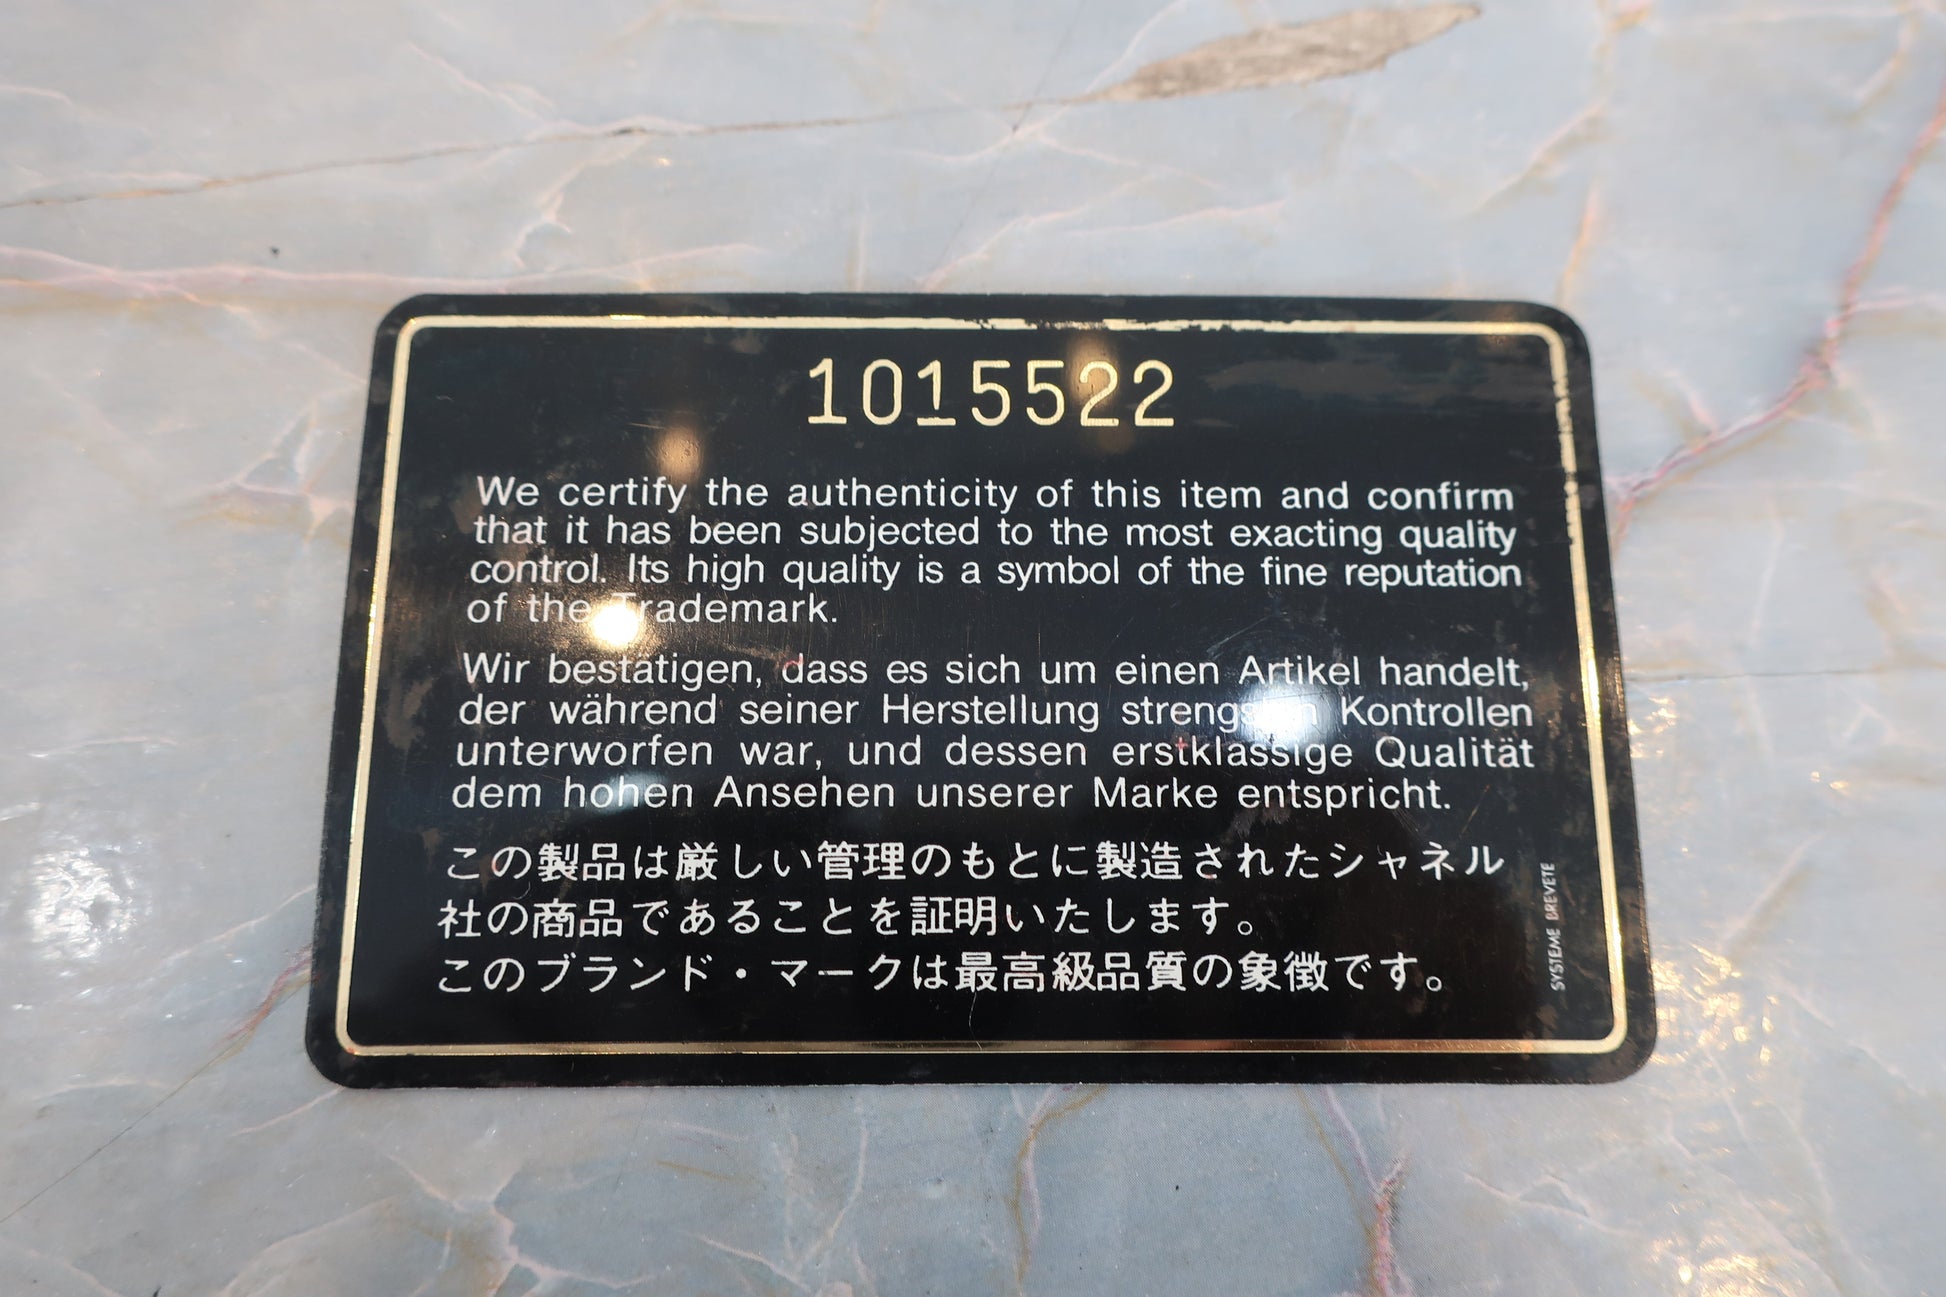 1015522
We certify the authenticity of this item and confirm
that it has been subjected to the most exacting quality
control. Its high quality is a symbol of the fine reputation
of the Trademark.
Wir bestätigen, dass es sich um einen Artikel handelt,
der während seiner Herstellung strengsten Kontrollen
unterworfen war, und dessen erstklassige Qualität
dem hohen Ansehen unserer Marke entspricht.
この製品は厳しい管理のもとに製造されたシャネル
社の商品であることを証明いたします。
このブランド・マークは最高級品質の象徴です。
SYSTEME BREVETE